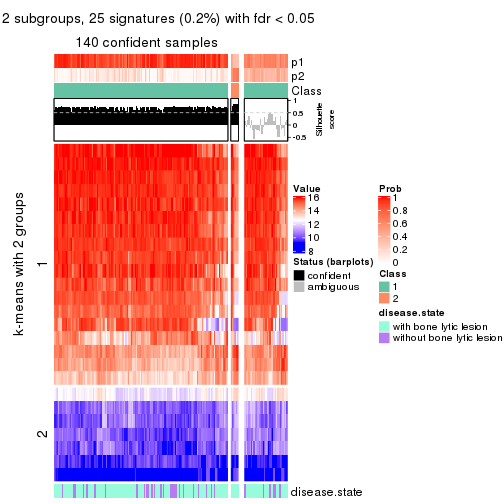 2 subgroups, 25 signatures (0.2%) with fdr < 0.05
140 confident samples
p1
p2
Class
1
0.5
0
-0.5
Silhouette
score
k-means with 2 groups
1
2
disease.state
Value
16
14
12
10
8
Status (barplots)
confident
ambiguous
Prob
1
0.8
0.6
0.4
0.2
0
Class
1
2
disease.state
with bone lytic lesion
without bone lytic lesion